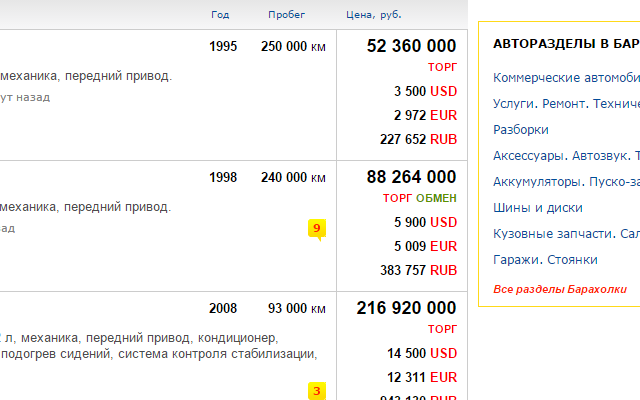 Год Пробег Цена, руб.
1995 250 000 км 52 360 000
ТОРГ
механика, передний привод.
ут назад
3 500 USD
2 972 EUR
227 652 RUB
1998 240 000 км 88 264 000
ТОРГ ОБМЕН
механика, передний привод.
зад
9
5 900 USD
5 009 EUR
383 757 RUB
2008 93 000 км 216 920 000
ТОРГ
л, механика, передний привод, кондиционер,
подогрев сидений, система контроля стабилизации,
3
14 500 USD
12 311 EUR
943 130 RUB
АВТОРАЗДЕЛЫ В БАР
Коммерческие автомоби
Услуги. Ремонт. Техниче
Разборки
Аксессуары. Автозвук. Т
Аккумуляторы. Пуско-за
Шины и диски
Кузовные запчасти. Сал
Гаражи. Стоянки
Все разделы Барахолки